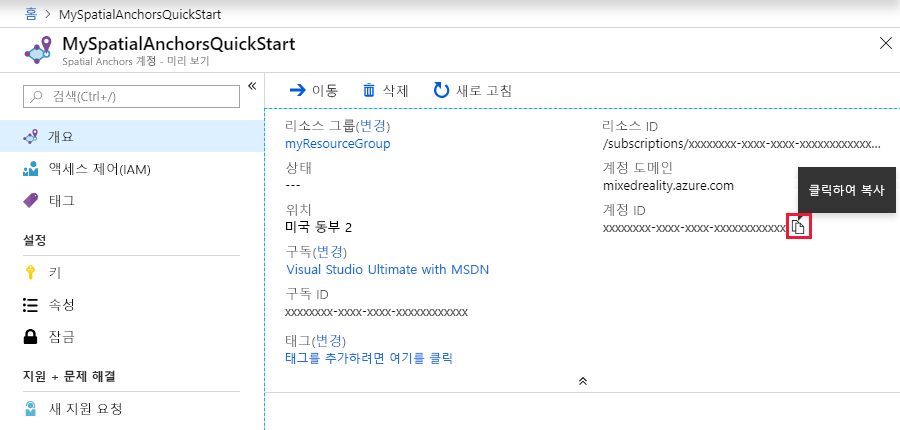 홈 > MySpatialAnchorsQuickStart
MySpatialAnchorsQuickStart
Spatial Anchors 계정 - 미리 보기
검색(Ctrl+/)
개요
액세스 제어(IAM)
태그
설정
키
속성
잠금
지원 + 문제 해결
새 지원 요청
이동 삭제 새로 고침
리소스 그룹(변경)
myResourceGroup
상태
---
위치
미국 동부 2
구독(변경)
Visual Studio Ultimate with MSDN
구독 ID
xxxxxxxx-xxxx-xxxx-xxxxxxxxxxxx
태그(변경)
태그를 추가하려면 여기를 클릭
리소스 ID
/subscriptions/xxxxxxxx-xxxx-xxxx-xxxxxxxxxxxx...
계정 도메인
mixedreality.azure.com
계정 ID
xxxxxxxx-xxxx-xxxx-xxxxxxxxxxxx
클릭하여 복사